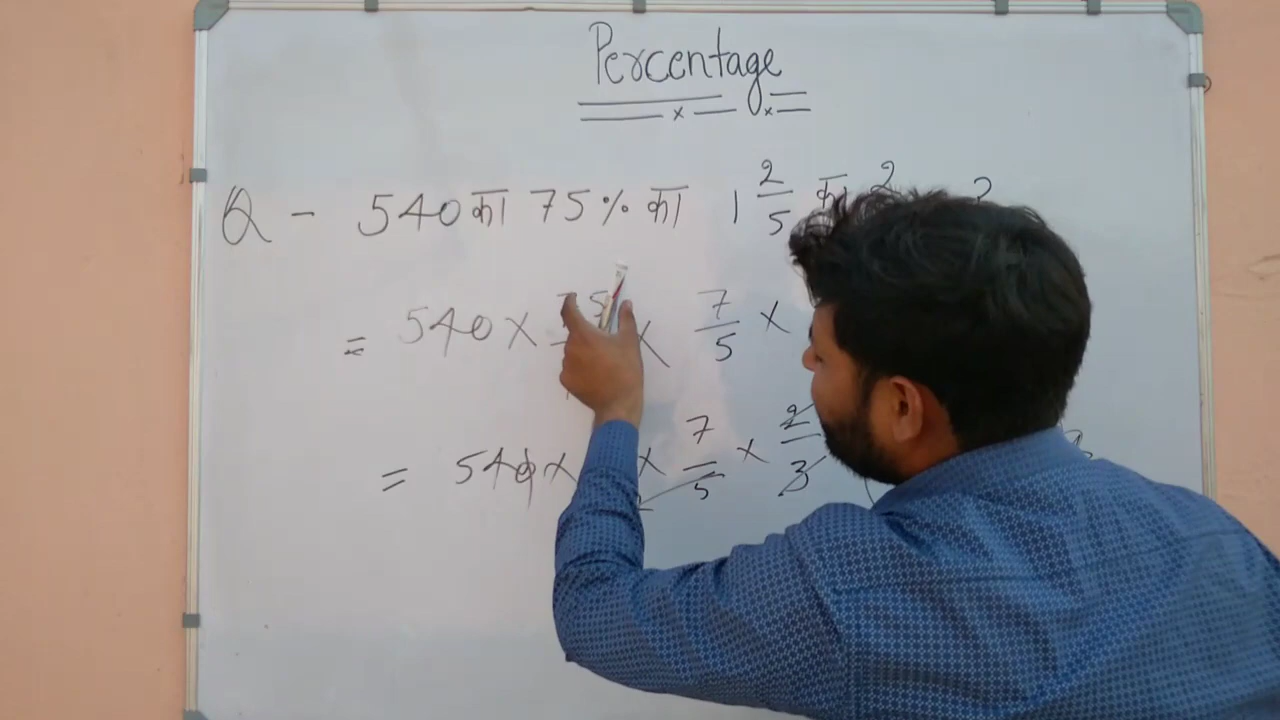 Percentage
Q - 540 का 75% का 1 2/5 का 2 ?
= 540 × 75 × 7/5 ×
= 540 × × 7/5 × 2/3